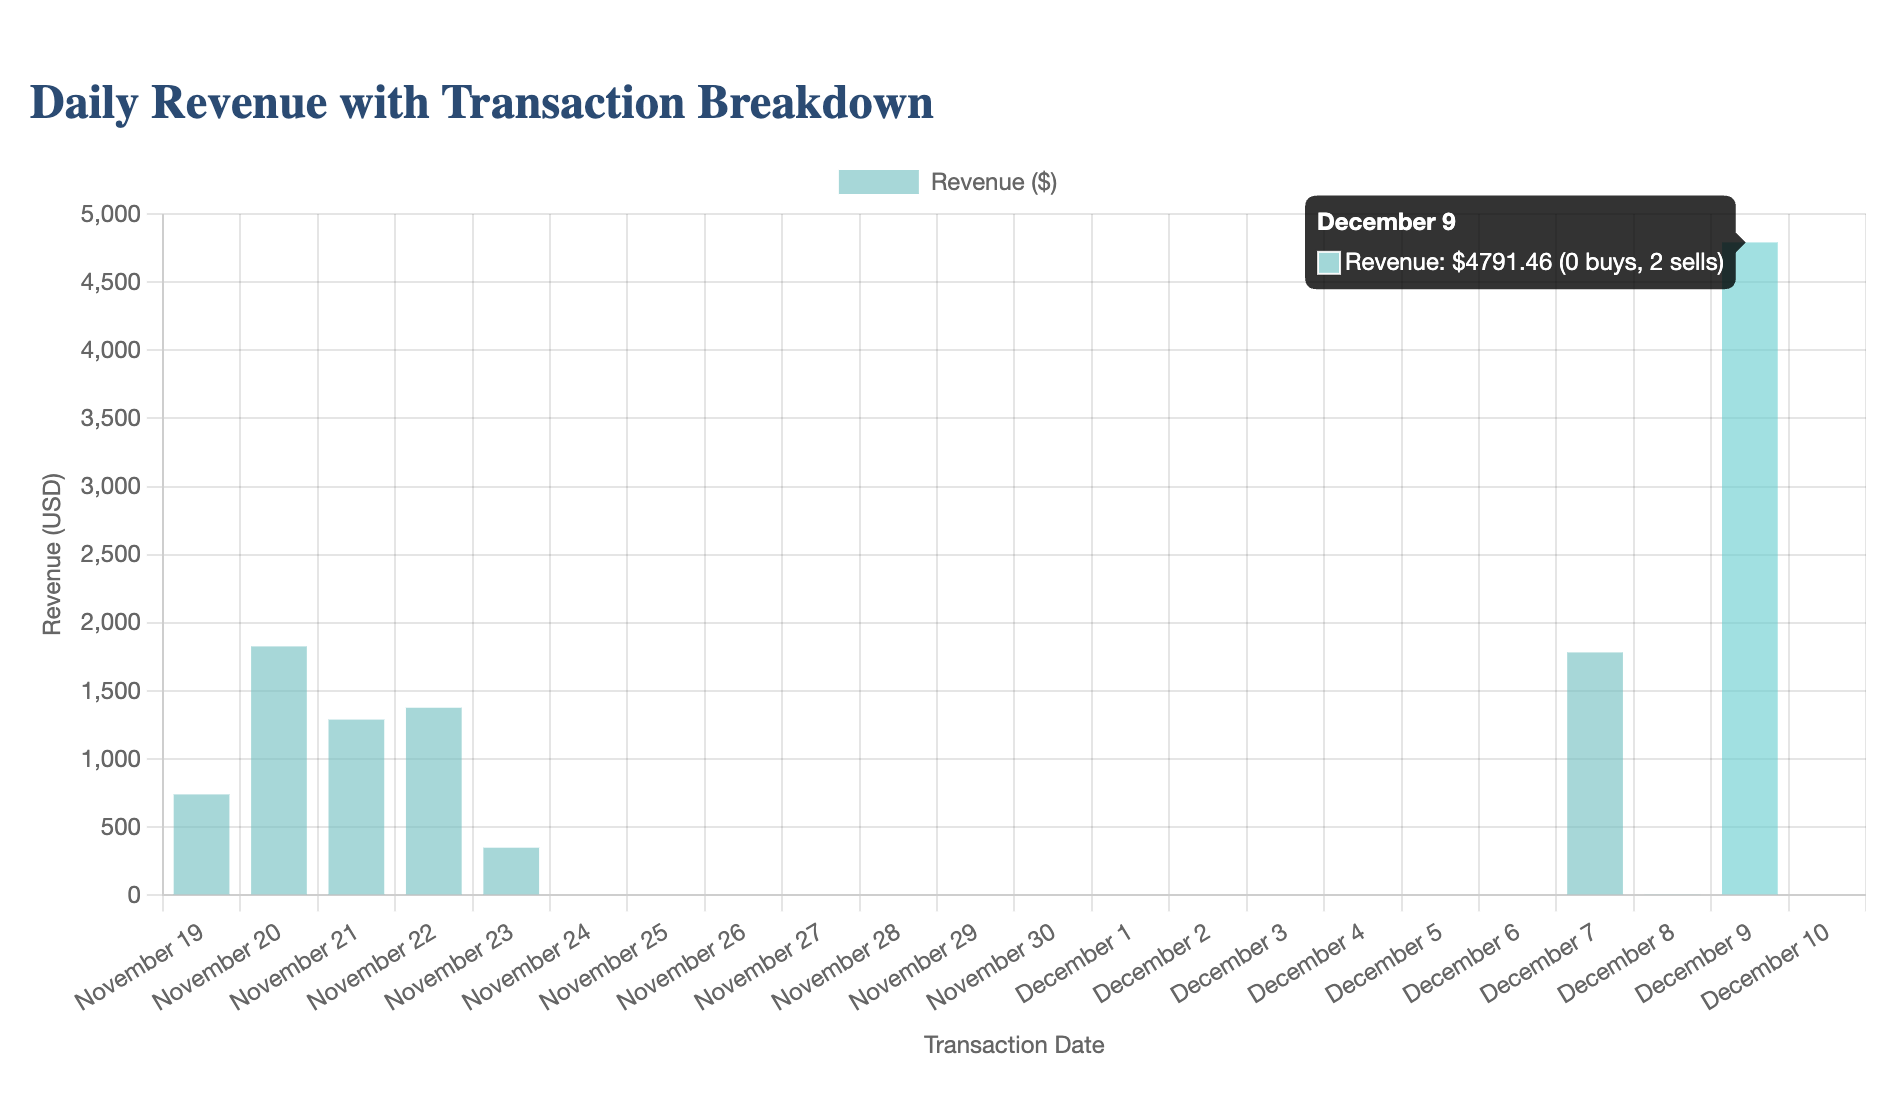 Daily Revenue with Transaction Breakdown
Revenue ($)
December 9
Revenue: $4791.46 (0 buys, 2 sells)
Revenue (USD)
5,000
4,500
4,000
3,500
3,000
2,500
2,000
1,500
1,000
500
0
November 19
November 20
November 21
November 22
November 23
November 24
November 25
November 26
November 27
November 28
November 29
November 30
December 1
December 2
December 3
December 4
December 5
December 6
December 7
December 8
December 9
December 10
Transaction Date